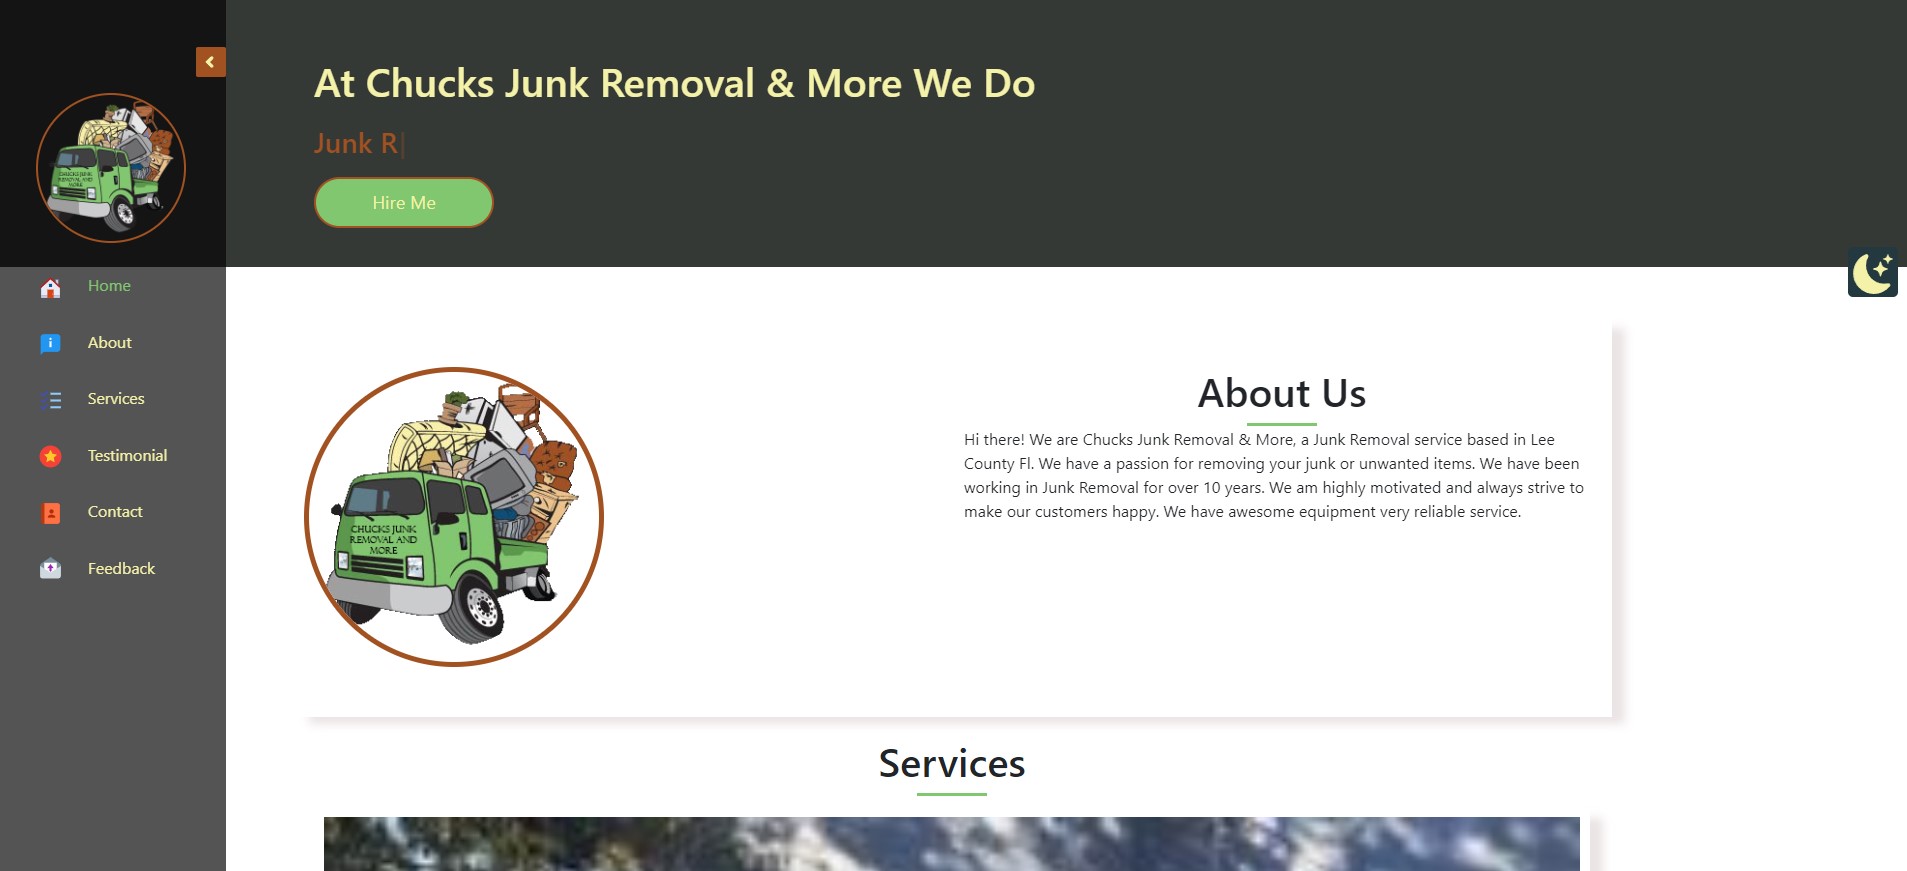 At Chucks Junk Removal & More We Do
Junk R
Hire Me
CHUCKS JUNK
REMOVAL AND
MORE
Home
About
Services
Testimonial
Contact
Feedback
About Us
Hi there! We are Chucks Junk Removal & More, a Junk Removal service based in Lee
County Fl. We have a passion for removing your junk or unwanted items. We have been
working in Junk Removal for over 10 years. We am highly motivated and always strive to
make our customers happy. We have awesome equipment very reliable service.
CHUCKS JUNK
REMOVAL AND
MORE
Services